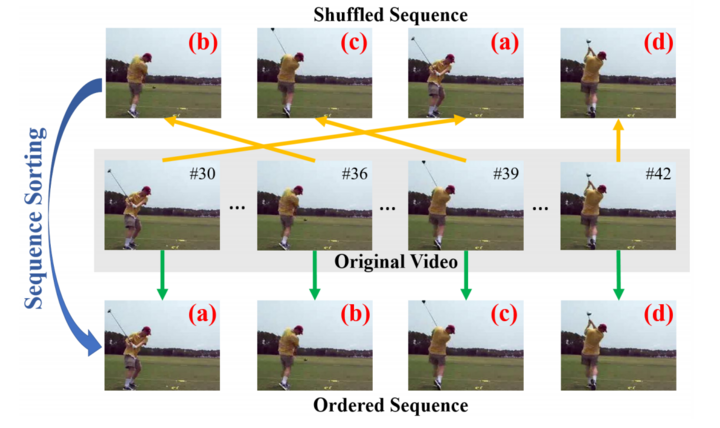 Shuffled Sequence
(b) (c) (a) (d)
Sequence Sorting
#30 ... #36 ... #39 ... #42
Original Video
(a) (b) (c) (d)
Ordered Sequence